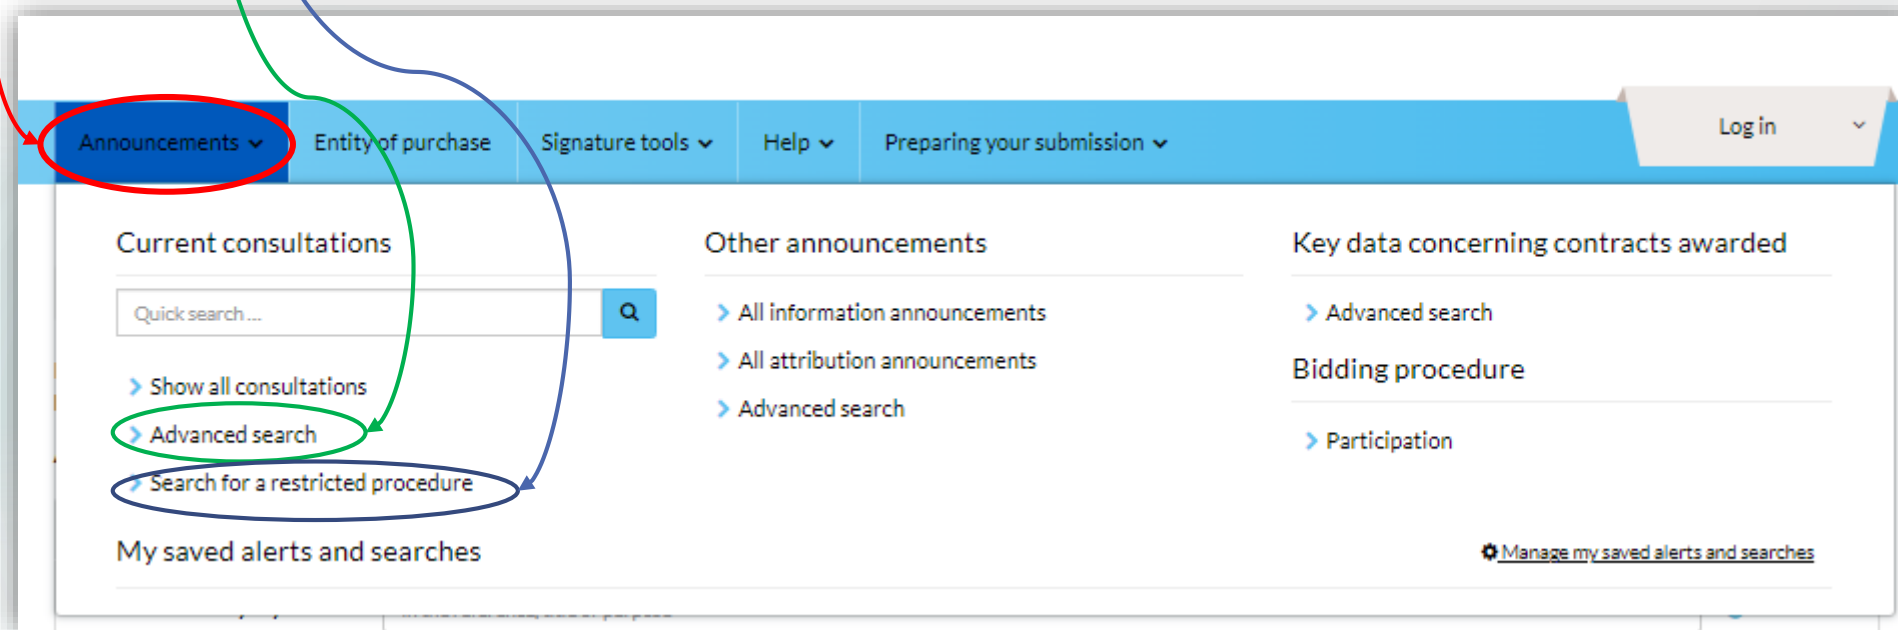 Announcements
Entity of purchase
Signature tools
Help
Preparing your submission
Log in
Current consultations
Quick search ...
Show all consultations
Advanced search
Search for a restricted procedure
Other announcements
All information announcements
All attribution announcements
Advanced search
Key data concerning contracts awarded
Advanced search
Bidding procedure
Participation
My saved alerts and searches
Manage my saved alerts and searches